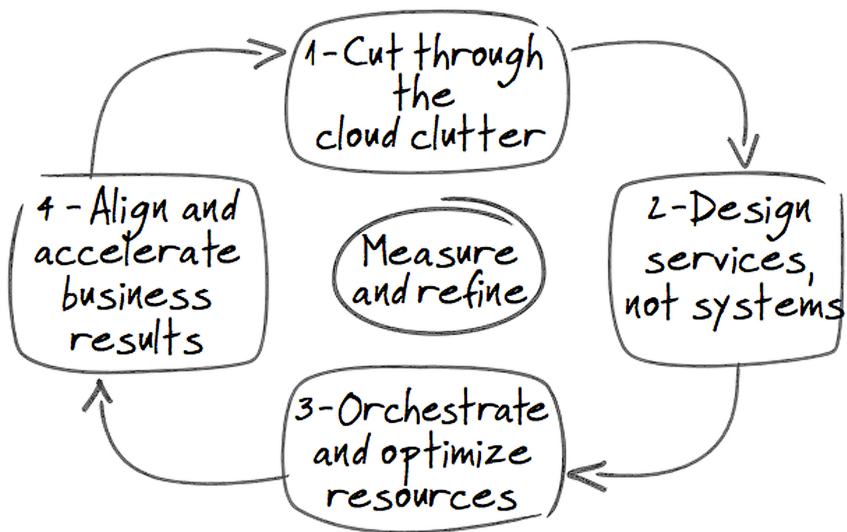 1-Cut through
the
cloud clutter
2-Design
services,
not systems
3-Orchestrate
and optimize
resources
4-Align and
accelerate
business
results
Measure
and refine